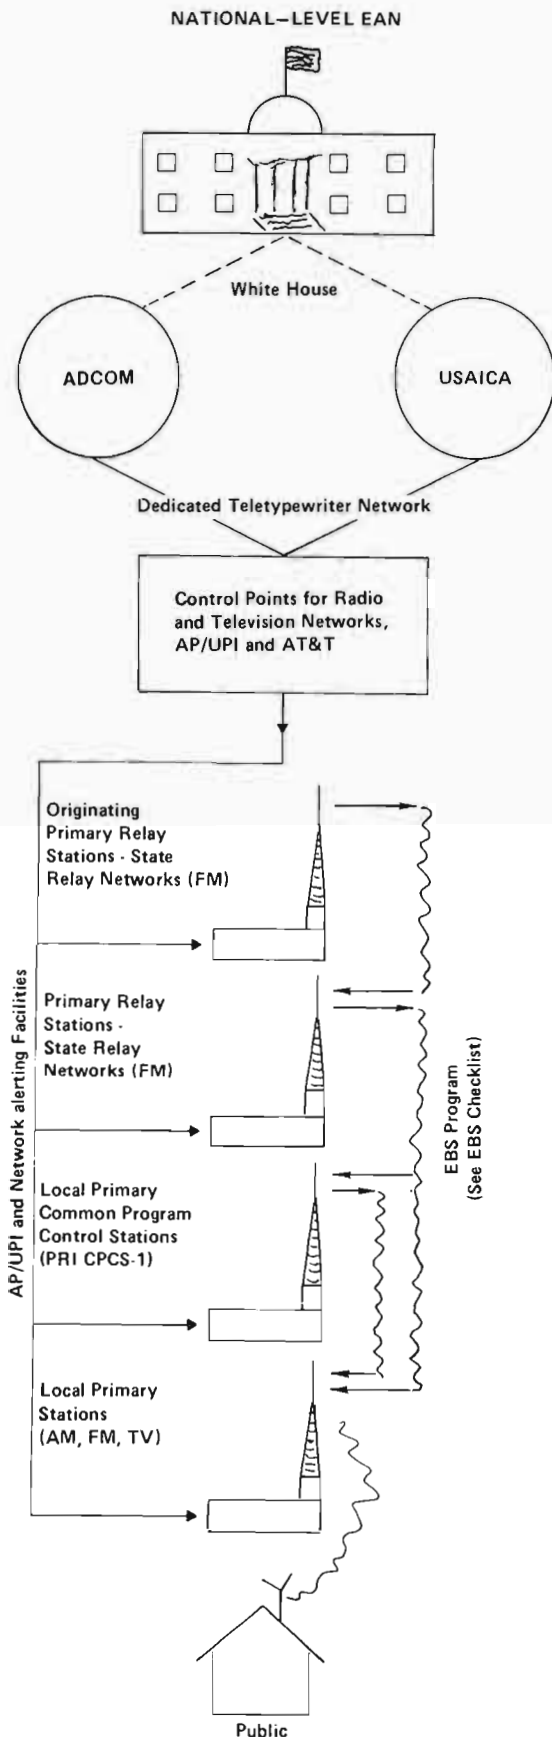 NATIONAL-LEVEL EAN
White House
ADCOM
USAICA
Dedicated Teletypewriter Network
Control Points for Radio
and Television Networks,
AP/UPI and AT&T
Originating
Primary Relay
Stations - State
Relay Networks (FM)
Primary Relay
Stations -
State Relay
Networks (FM)
Local Primary
Common Program
Control Stations
(PRI CPCS-1)
Local Primary
Stations
(AM, FM, TV)
AP/UPI and Network alerting Facilities
EBS Program
(See EBS Checklist)
Public